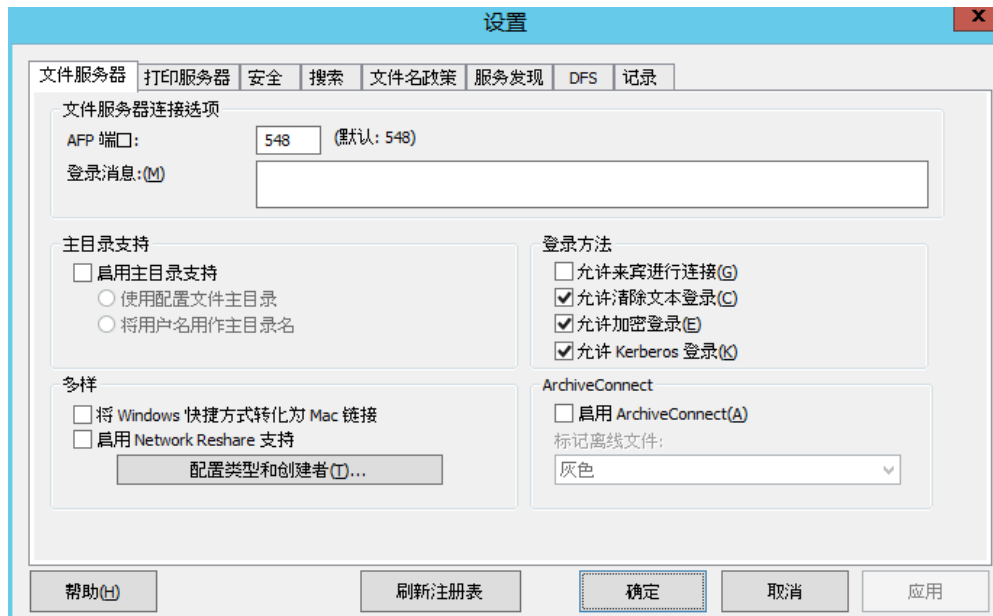 设置
x
文件服务器 打印服务器 安全 搜索 文件名政策 服务发现 DFS 记录
文件服务器连接选项
AFP 端口: 548 (默认: 548)
登录消息:(M)
主目录支持
启用主目录支持
使用配置文件主目录
将用户名用作主目录名
登录方法
允许来宾进行连接(G)
允许清除文本登录(C)
允许加密登录(E)
允许 Kerberos 登录(K)
多样
将 Windows 快捷方式转化为 Mac 链接
启用 Network Reshare 支持
配置类型和创建者(T)...
ArchiveConnect
启用 ArchiveConnect(A)
标记离线文件:
灰色
帮助(H) 刷新注册表 确定 取消 应用